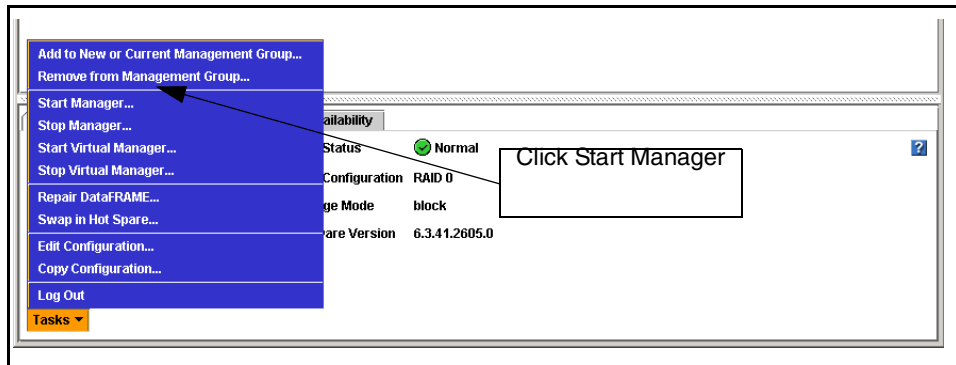 Add to New or Current Management Group...
Remove from Management Group...
Start Manager...
Stop Manager...
Start Virtual Manager...
Stop Virtual Manager...
Repair DataFRAME...
Swap in Hot Spare...
Edit Configuration...
Copy Configuration...
Log Out
Tasks
ailability
Status Normal
Configuration RAID 0
ge Mode block
vare Version 6.3.41.2605.0
?
Click Start Manager